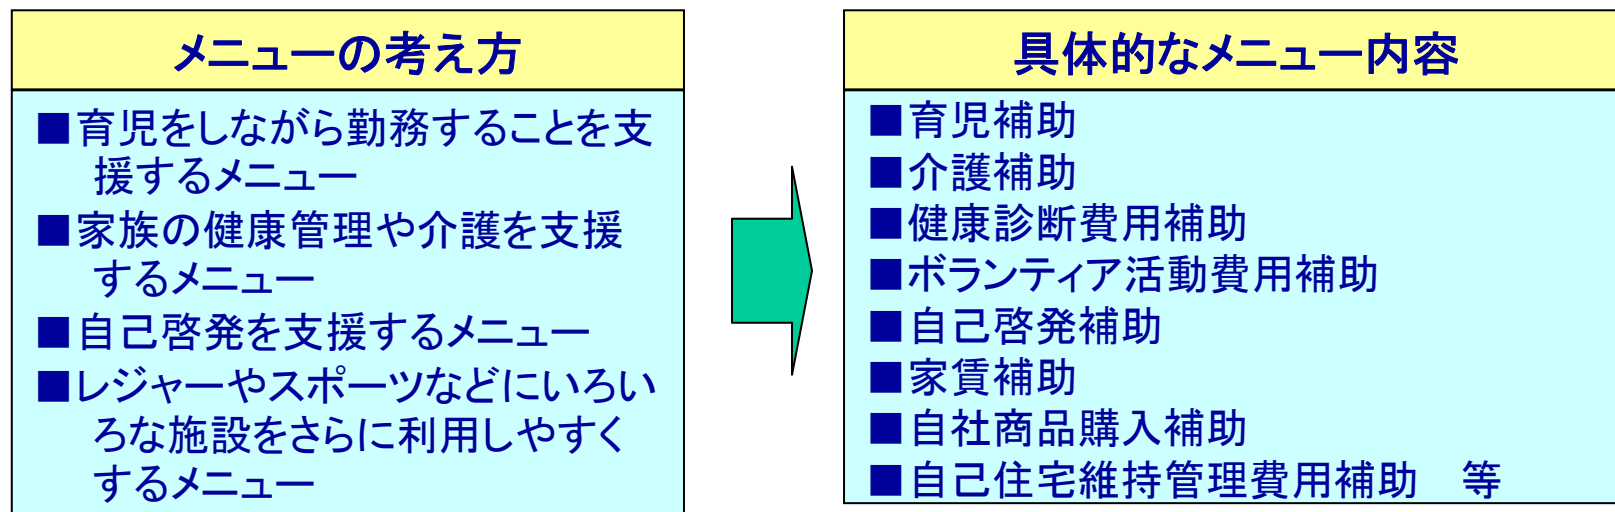 メニューの考え方
■育児をしながら勤務することを支
援するメニュー
■家族の健康管理や介護を支援
するメニュー
■自己啓発を支援するメニュー
■レジャーやスポーツなどにいろい
ろな施設をさらに利用しやすく
するメニュー
具体的なメニュー内容
■育児補助
■介護補助
■健康診断費用補助
■ボランティア活動費用補助
■自己啓発補助
■家賃補助
■自社商品購入補助
■自己住宅維持管理費用補助　等